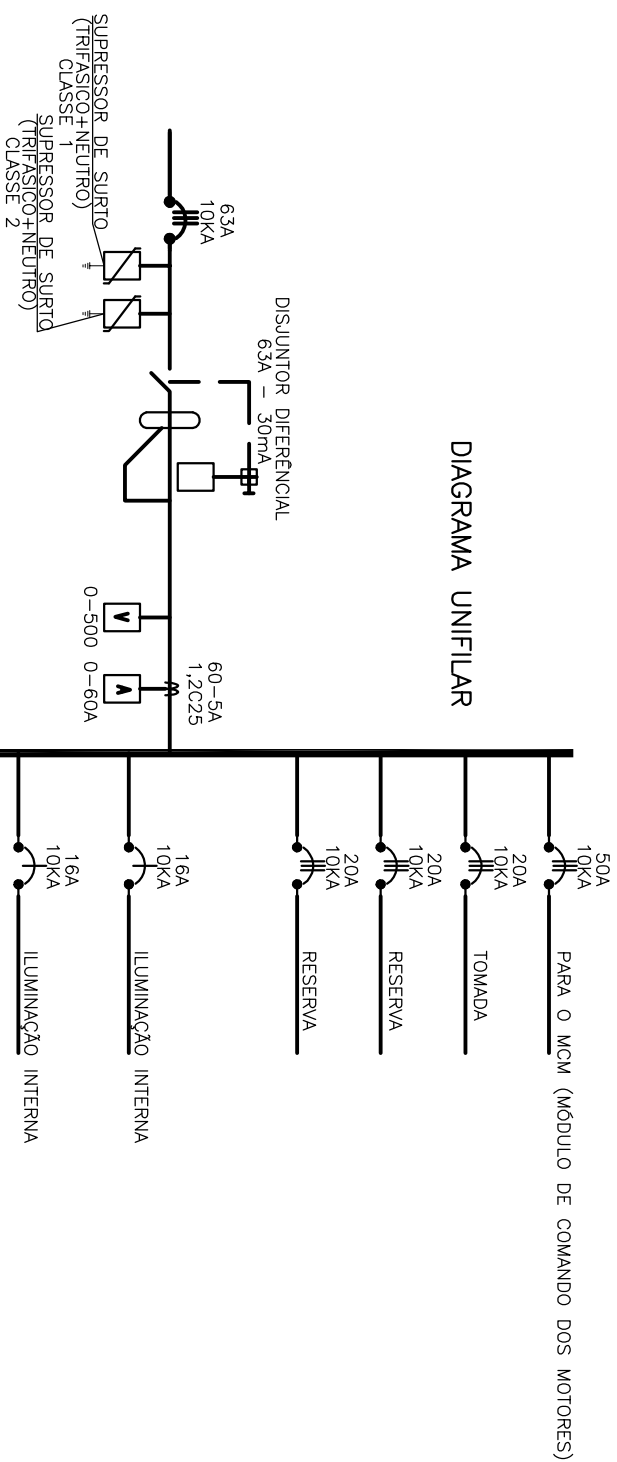 DIAGRAMA UNIFILAR
SUPRESSOR DE SURTO
(TRIFASICO+NEUTRO)
CLASSE 1
SUPRESSOR DE SURTO
(TRIFASICO+NEUTRO)
CLASSE 2
63A
10KA
DISJUNTOR DIFERÊNCIAL
63A - 30mA
V
0-500
A
0-60A
60-5A
1,2C25
50A
10KA
PARA O MCM (MÓDULO DE COMANDO DOS MOTORES)
20A
10KA
TOMADA
20A
10KA
RESERVA
20A
10KA
RESERVA
16A
10KA
ILUMINAÇÃO INTERNA
16A
10KA
ILUMINAÇÃO INTERNA